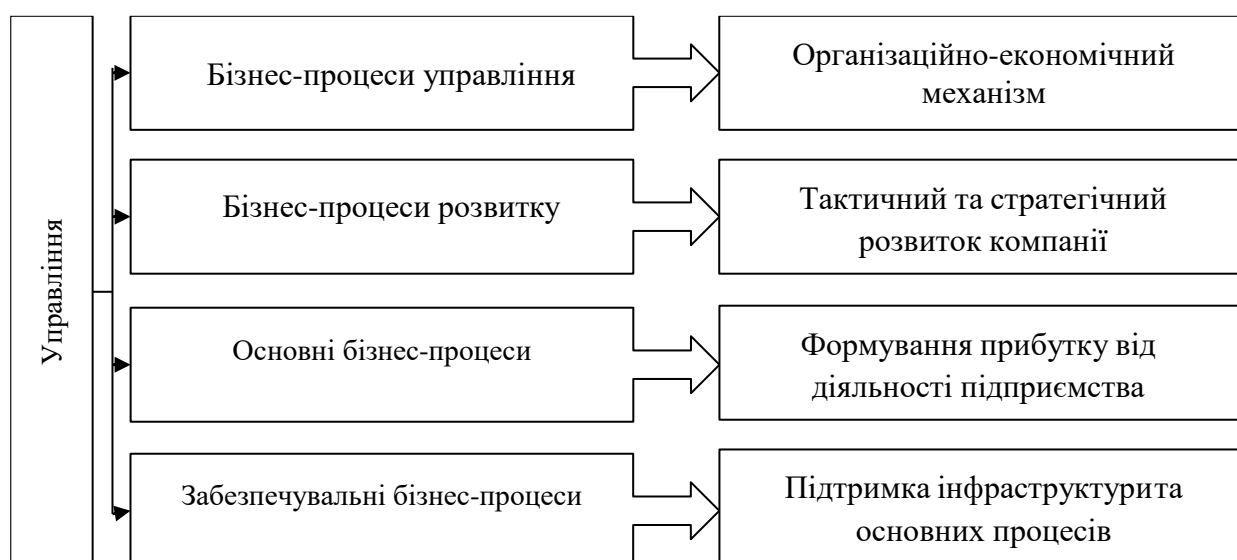 Управління
Бізнес-процеси управління
Організаційно-економічний
механізм
Бізнес-процеси розвитку
Тактичний та стратегічний
розвиток компанії
Основні бізнес-процеси
Формування прибутку від
діяльності підприємства
Забезпечувальні бізнес-процеси
Підтримка інфраструктурита
основних процесів